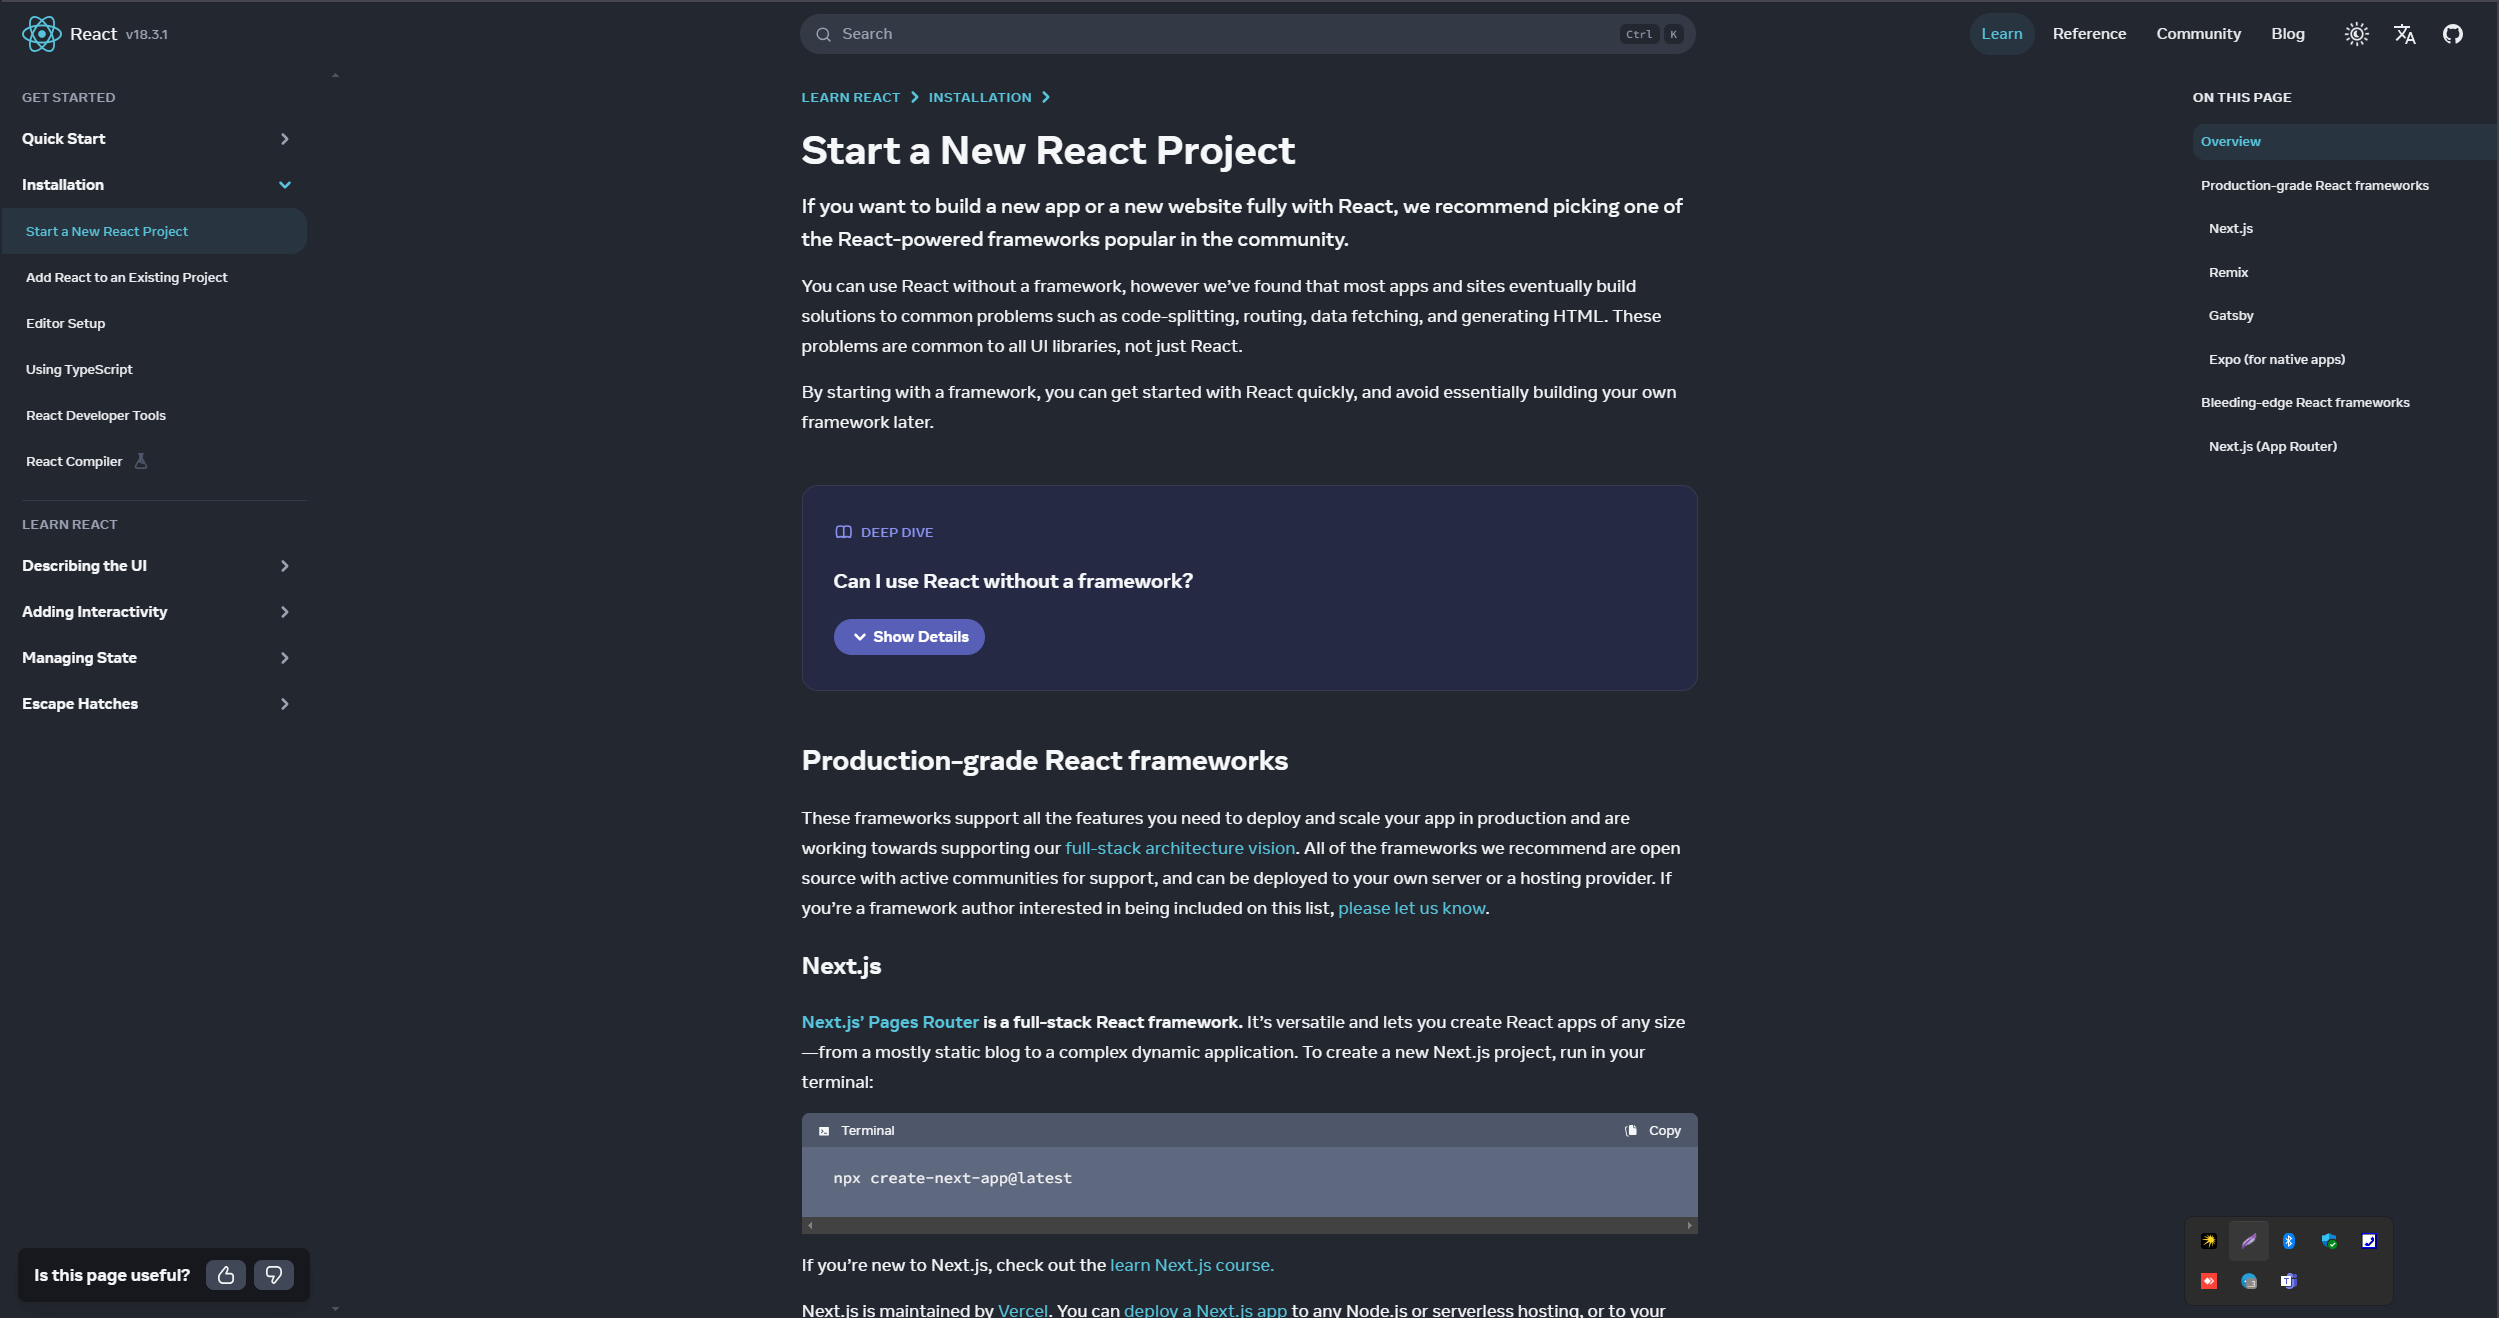 React v18.3.1
Search
Ctrl K
Learn
Reference
Community
Blog
GET STARTED
Quick Start
Installation
Start a New React Project
Add React to an Existing Project
Editor Setup
Using TypeScript
React Developer Tools
React Compiler
LEARN REACT
Describing the UI
Adding Interactivity
Managing State
Escape Hatches
Is this page useful?
LEARN REACT > INSTALLATION >
Start a New React Project
If you want to build a new app or a new website fully with React, we recommend picking one of
the React-powered frameworks popular in the community.
You can use React without a framework, however we’ve found that most apps and sites eventually build
solutions to common problems such as code-splitting, routing, data fetching, and generating HTML. These
problems are common to all UI libraries, not just React.
By starting with a framework, you can get started with React quickly, and avoid essentially building your own
framework later.
DEEP DIVE
Can I use React without a framework?
Show Details
Production-grade React frameworks
These frameworks support all the features you need to deploy and scale your app in production and are
working towards supporting our full-stack architecture vision. All of the frameworks we recommend are open
source with active communities for support, and can be deployed to your own server or a hosting provider. If
you’re a framework author interested in being included on this list, please let us know.
Next.js
Next.js’ Pages Router is a full-stack React framework. It’s versatile and lets you create React apps of any size
—from a mostly static blog to a complex dynamic application. To create a new Next.js project, run in your
terminal:
Terminal
Copy
npx create-next-app@latest
If you’re new to Next.js, check out the learn Next.js course.
Next.js is maintained by Vercel. You can deploy a Next.js app to any Node.js or serverless hosting, or to your
ON THIS PAGE
Overview
Production-grade React frameworks
Next.js
Remix
Gatsby
Expo (for native apps)
Bleeding-edge React frameworks
Next.js (App Router)